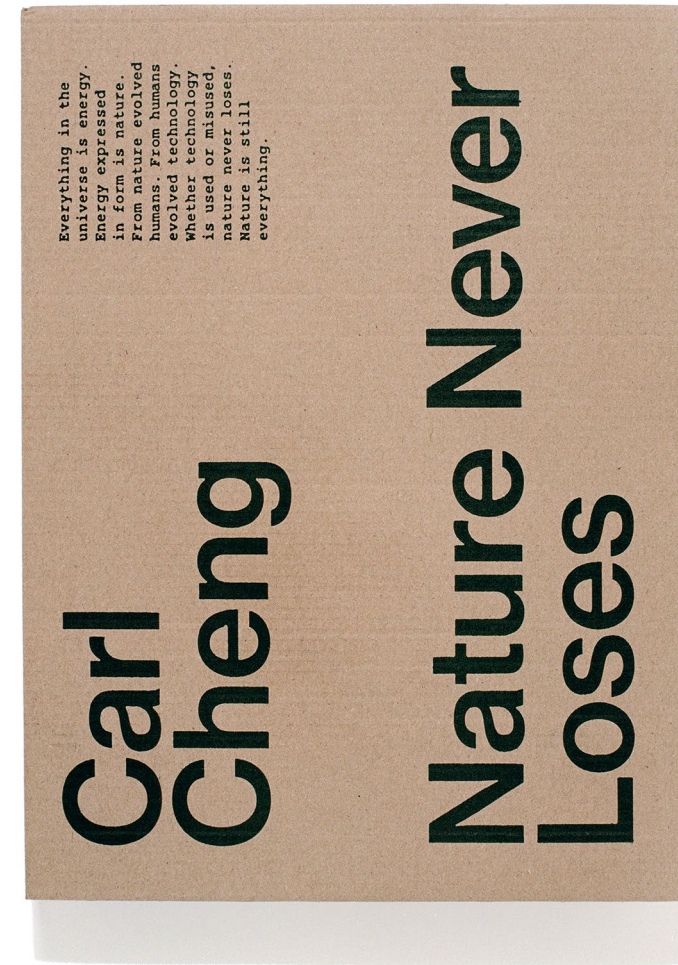 Carl
Cheng
Everything in the
universe is energy.
Energy expressed
in form is nature.
From nature evolved
humans. From humans
evolved technology.
Whether technology
is used or misused,
nature never loses.
Nature is still
everything.
Nature Never
Loses